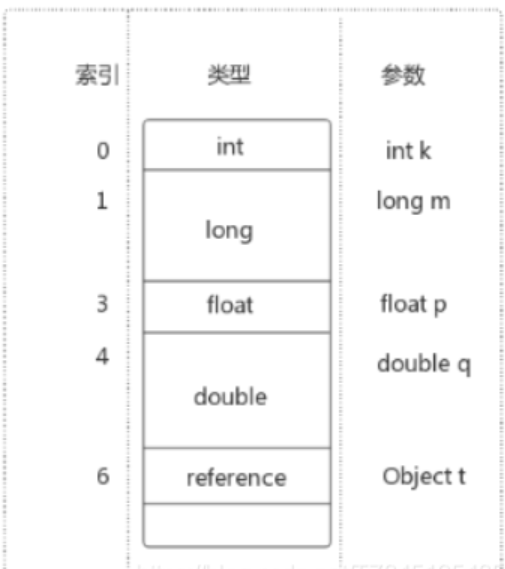 索引 类型 参数
0 int int k
1 long long m
3 float float p
4 double double q
6 reference Object t